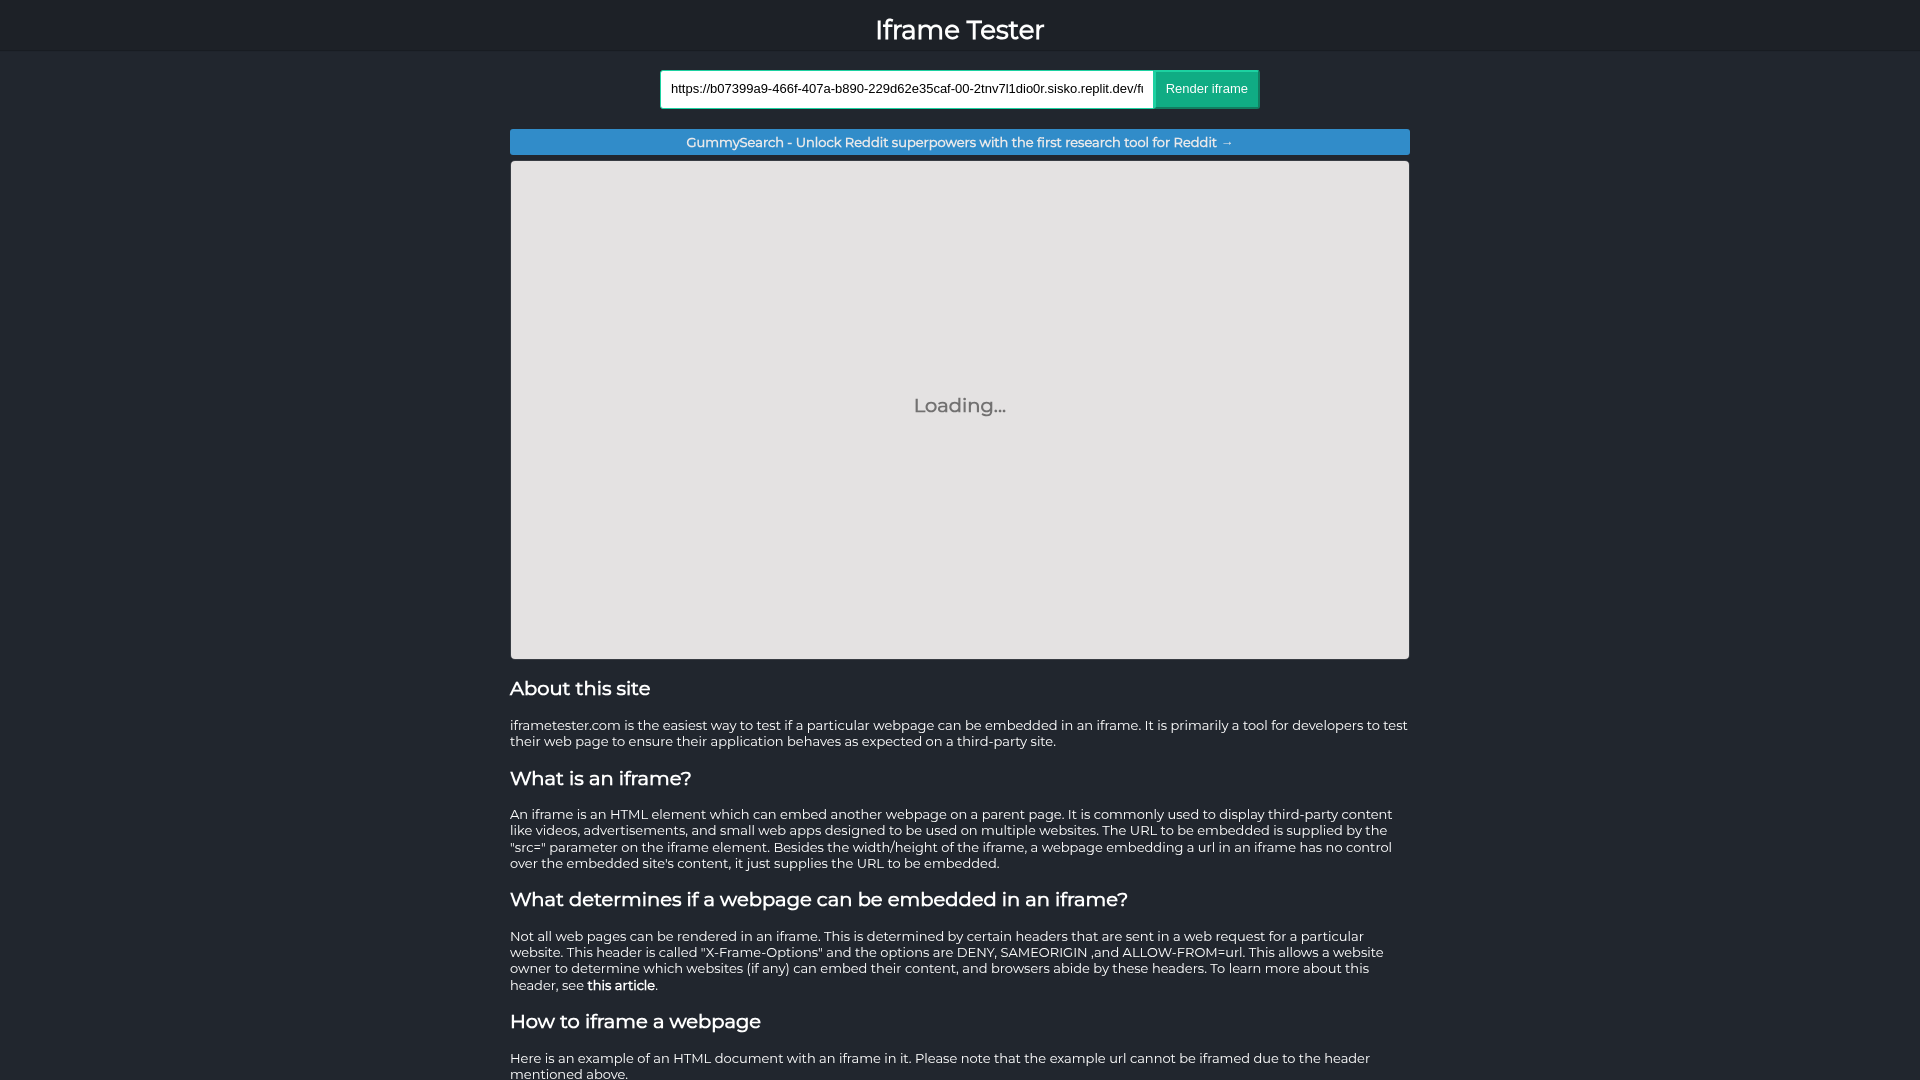 Iframe Tester
https://b07399a9-466f-407a-b890-229d62e35caf-00-2tnv7l1dio0r.sisko.replit.dev/fu
Render iframe
GummySearch - Unlock Reddit superpowers with the first research tool for Reddit →
Loading...
About this site
iframetester.com is the easiest way to test if a particular webpage can be embedded in an iframe. It is primarily a tool for developers to test
their web page to ensure their application behaves as expected on a third-party site.
What is an iframe?
An iframe is an HTML element which can embed another webpage on a parent page. It is commonly used to display third-party content
like videos, advertisements, and small web apps designed to be used on multiple websites. The URL to be embedded is supplied by the
"src=" parameter on the iframe element. Besides the width/height of the iframe, a webpage embedding a url in an iframe has no control
over the embedded site's content, it just supplies the URL to be embedded.
What determines if a webpage can be embedded in an iframe?
Not all web pages can be rendered in an iframe. This is determined by certain headers that are sent in a web request for a particular
website. This header is called "X-Frame-Options" and the options are DENY, SAMEORIGIN ,and ALLOW-FROM=url. This allows a website
owner to determine which websites (if any) can embed their content, and browsers abide by these headers. To learn more about this
header, see this article.
How to iframe a webpage
Here is an example of an HTML document with an iframe in it. Please note that the example url cannot be iframed due to the header
mentioned above.